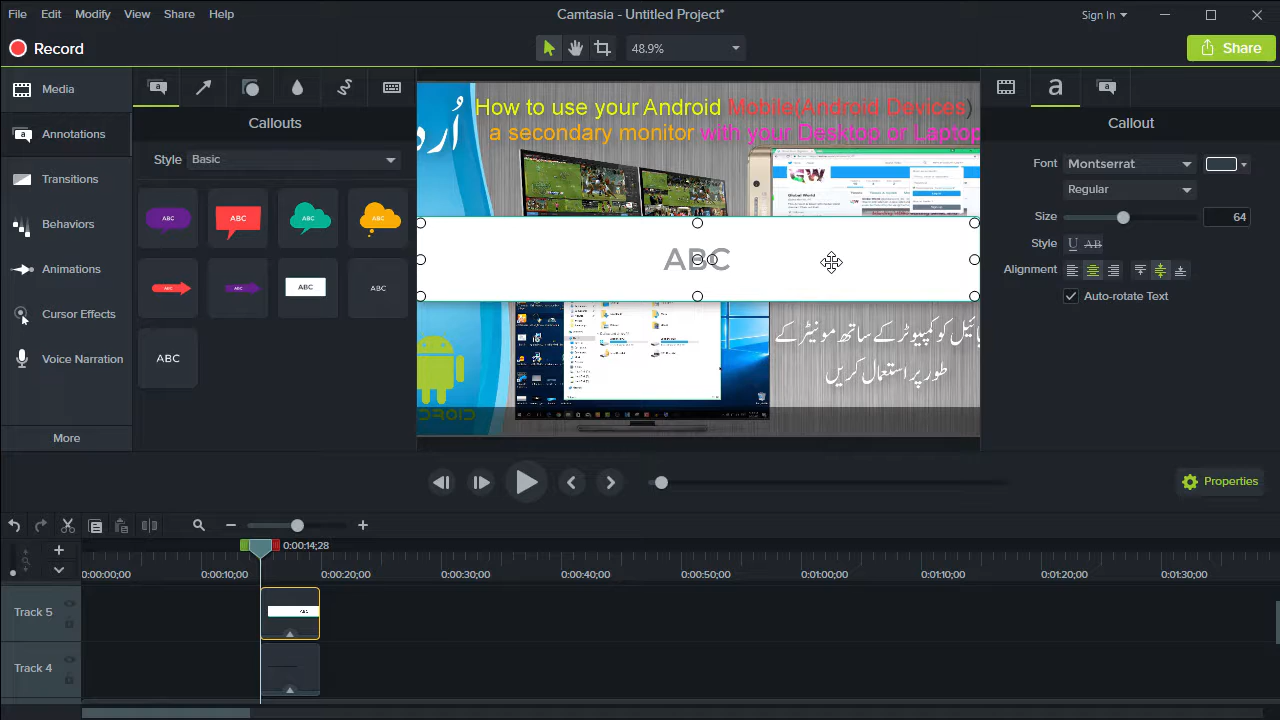 File Edit Modify View Share Help
Camtasia - Untitled Project*
Sign In
Record
48.9%
Share
Media
Annotations
Transitions
Behaviors
Animations
Cursor Effects
Voice Narration
More
Callouts
Style Basic
ABC ABC ABC ABC
ABC ABC
ABC
How to use your Android Mobile(Android Devices)
a secondary monitor with your Desktop or Laptop
ABC
کمپیوٹر کے ساتھ مونیٹر کے
طور پر استعمال کریں
ANDROID
Callout
Font Montserrat
Regular
Size 64
Style U AB
Alignment
Auto-rotate Text
Properties
0:00:14;28
0:00:00;00 0:00:10;00 0:00:20;00 0:00:30;00 0:00:40;00 0:00:50;00 0:01:00;00 0:01:10;00 0:01:20;00 0:01:30;00
Track 5
ABC
Track 4